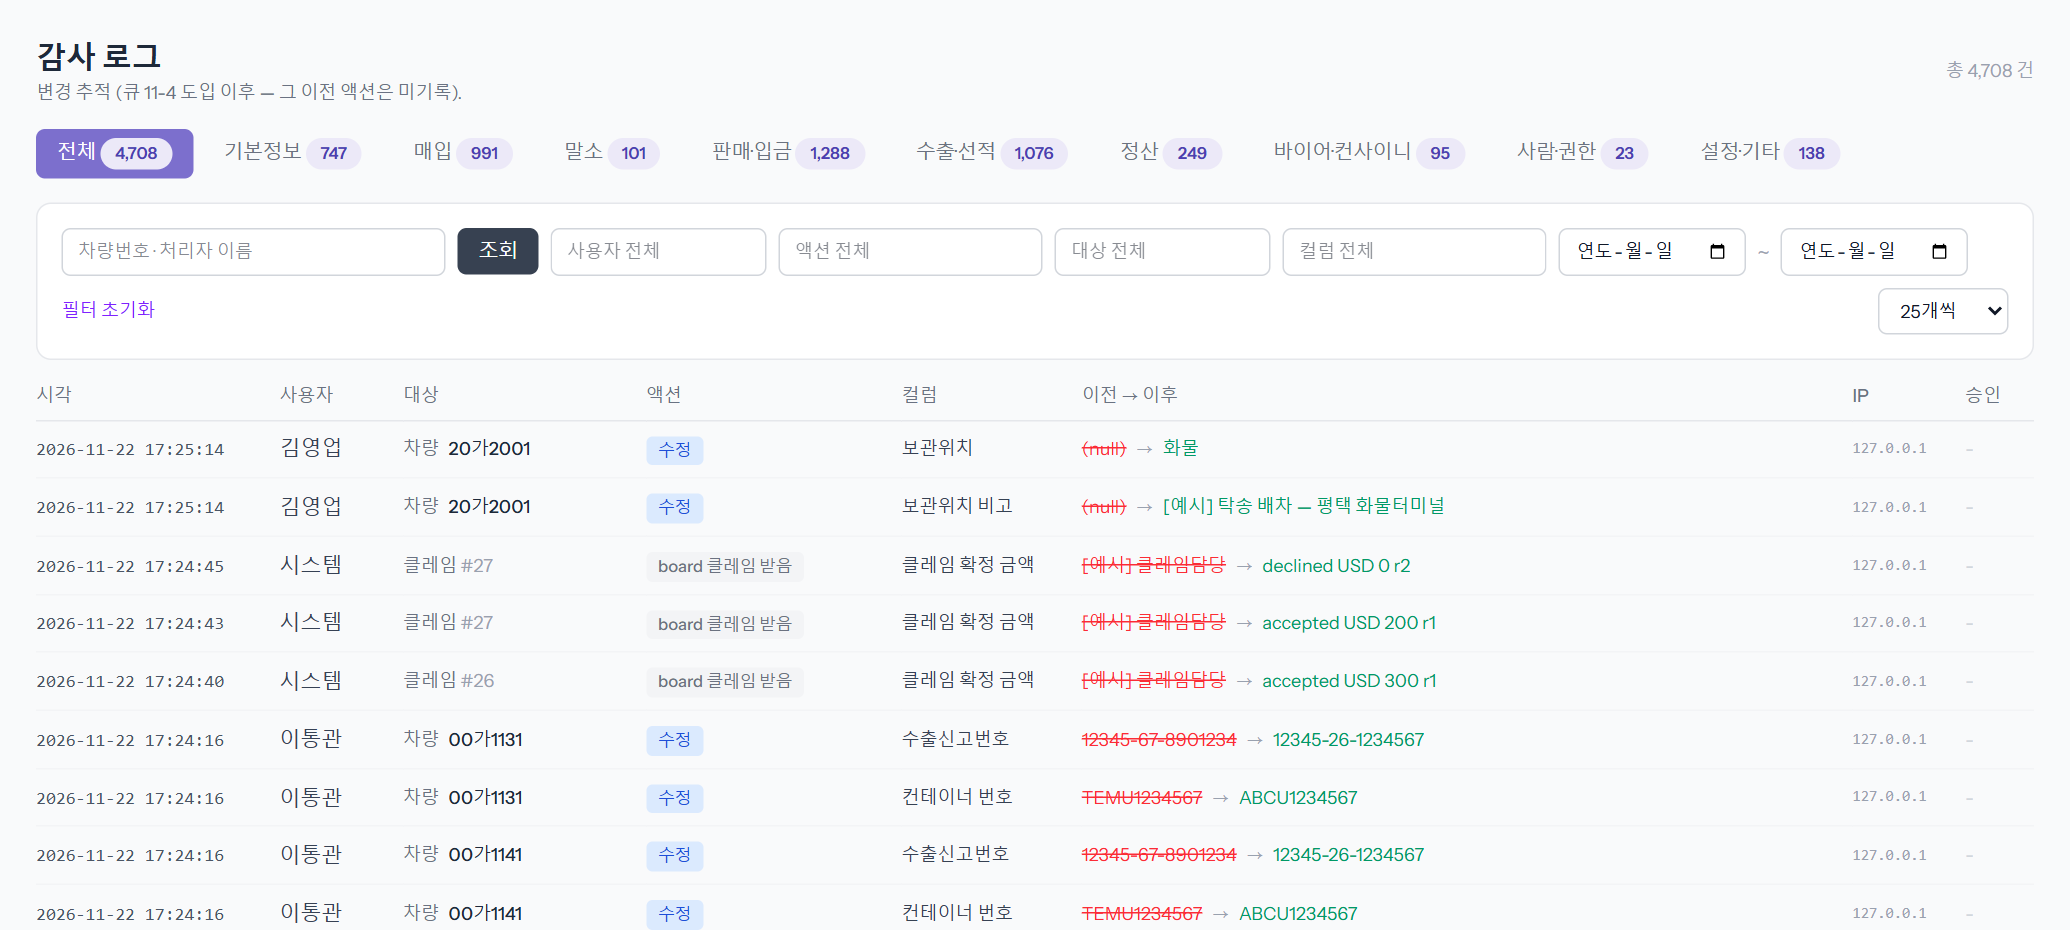 감사 로그
변경 추적 (큐 11-4 도입 이후 — 그 이전 액션은 미기록).
총 4,708 건
전체 4,708 기본정보 747 매입 991 말소 101 판매·입금 1,288 수출·선적 1,076 정산 249 바이어·컨사이니 95 사람·권한 23 설정·기타 138
차량번호·처리자 이름 조회 사용자 전체 액션 전체 대상 전체 컬럼 전체 연도-월-일 ~ 연도-월-일
필터 초기화 25개씩
시각 사용자 대상 액션 컬럼 이전 → 이후 IP 승인
2026-11-22 17:25:14 김영업 차량 20가2001 수정 보관위치 (null) → 화물 127.0.0.1 –
2026-11-22 17:25:14 김영업 차량 20가2001 수정 보관위치 비고 (null) → [예시] 탁송 배차 — 평택 화물터미널 127.0.0.1 –
2026-11-22 17:24:45 시스템 클레임 #27 board 클레임 받음 클레임 확정 금액 [예시] 클레임담당 → declined USD 0 r2 127.0.0.1 –
2026-11-22 17:24:43 시스템 클레임 #27 board 클레임 받음 클레임 확정 금액 [예시] 클레임담당 → accepted USD 200 r1 127.0.0.1 –
2026-11-22 17:24:40 시스템 클레임 #26 board 클레임 받음 클레임 확정 금액 [예시] 클레임담당 → accepted USD 300 r1 127.0.0.1 –
2026-11-22 17:24:16 이통관 차량 00가1131 수정 수출신고번호 12345-67-8901234 → 12345-26-1234567 127.0.0.1 –
2026-11-22 17:24:16 이통관 차량 00가1131 수정 컨테이너 번호 TEMU1234567 → ABCU1234567 127.0.0.1 –
2026-11-22 17:24:16 이통관 차량 00가1141 수정 수출신고번호 12345-67-8901234 → 12345-26-1234567 127.0.0.1 –
2026-11-22 17:24:16 이통관 차량 00가1141 수정 컨테이너 번호 TEMU1234567 → ABCU1234567 127.0.0.1 –